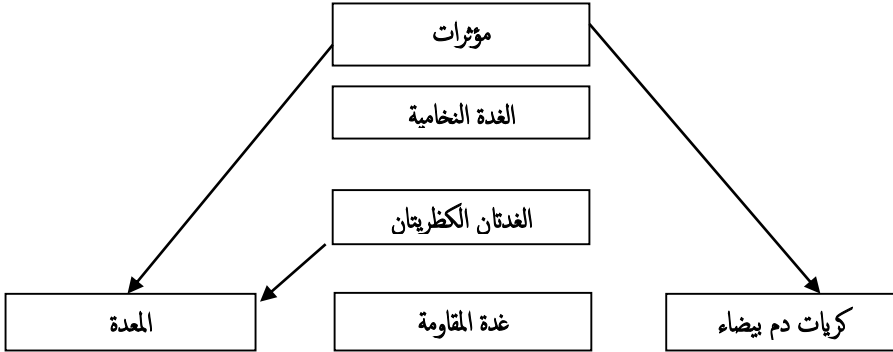 مؤثرات
الغدة النخامية
الغدتان الكظريتان
المعدة
غدة المقاومة
كريات دم بيضاء